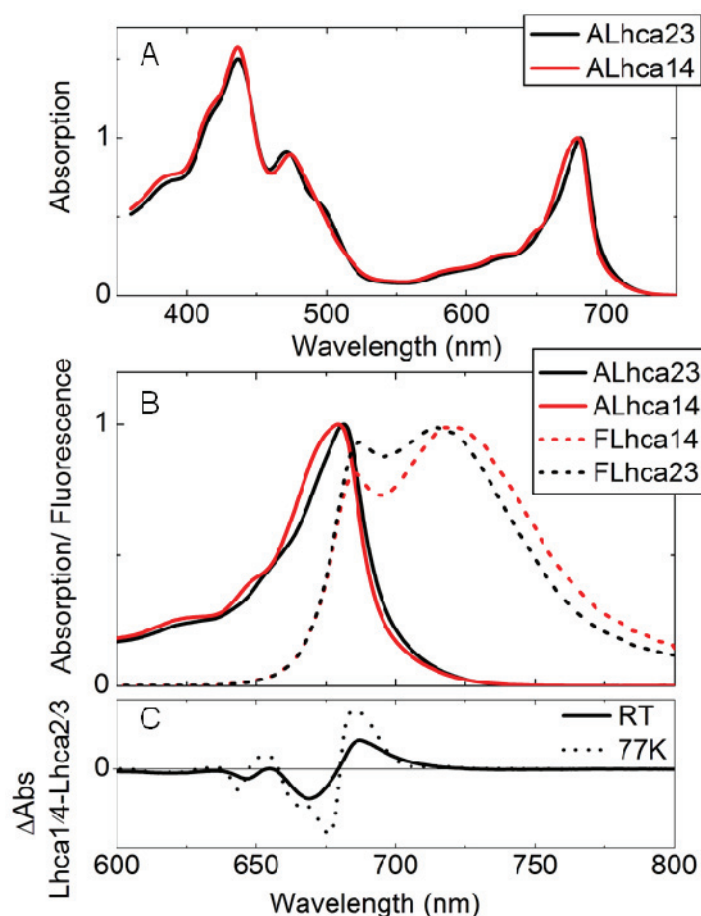 A
ALhca23
ALhca14
Absorption
1
0
400
500
600
700
Wavelength (nm)
B
ALhca23
ALhca14
FLhca14
FLhca23
Absorption/ Fluorescence
1
0
C
RT
77K
ΔAbs
Lhca1⁄4-Lhca2⁄3
0
600
650
700
750
800
Wavelength (nm)